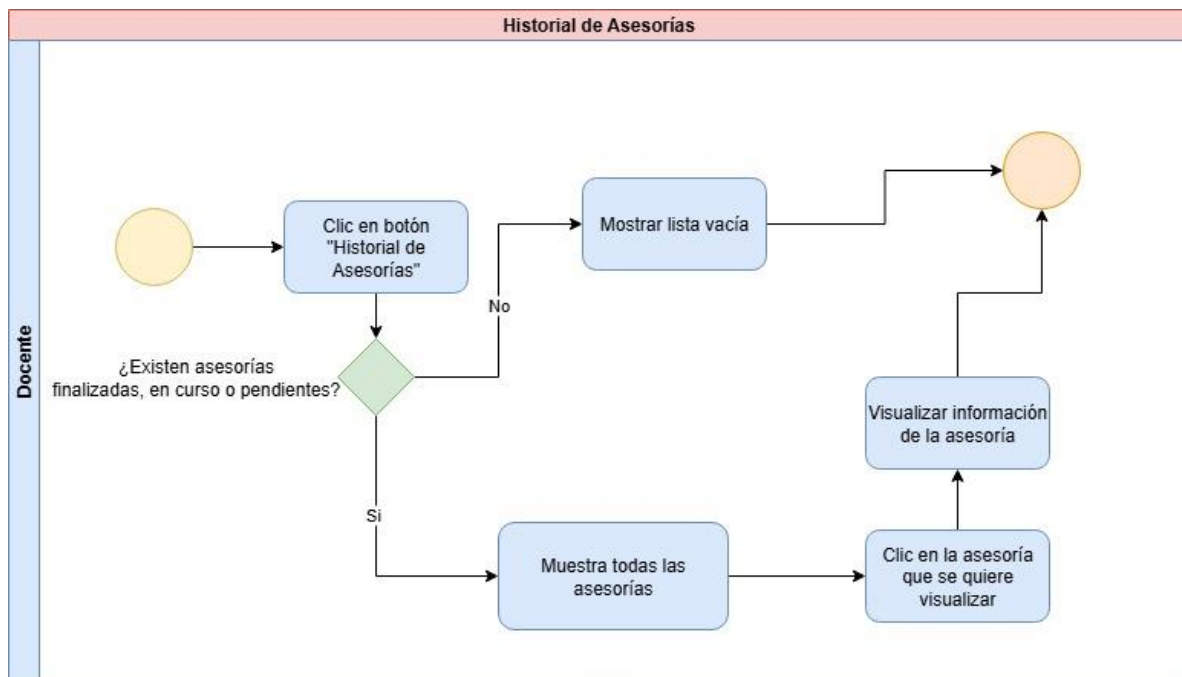 Historial de Asesorías
Docente
Clic en botón
"Historial de
Asesorías"
¿Existen asesorías
finalizadas, en curso o pendientes?
No
Mostrar lista vacía
Si
Muestra todas las
asesorías
Clic en la asesoría
que se quiere
visualizar
Visualizar información
de la asesoría